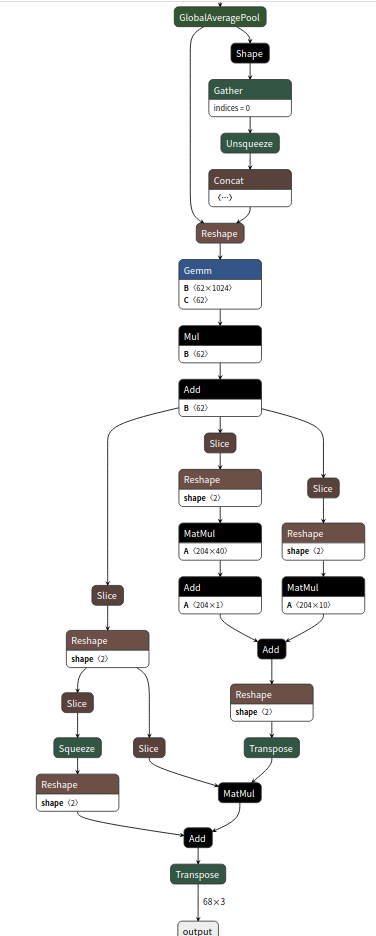 GlobalAveragePool
Shape
Gather
indices = 0
Unsqueeze
Concat
⟨⋯⟩
Reshape
Gemm
B ⟨62×1024⟩
C ⟨62⟩
Mul
B ⟨62⟩
Add
B ⟨62⟩
Slice
Reshape
shape ⟨2⟩
MatMul
A ⟨204×40⟩
Add
A ⟨204×1⟩
Slice
Reshape
shape ⟨2⟩
MatMul
A ⟨204×10⟩
Slice
Reshape
shape ⟨2⟩
Add
Reshape
shape ⟨2⟩
Transpose
Slice
Squeeze
Reshape
shape ⟨2⟩
Slice
MatMul
Add
Transpose
68×3
output